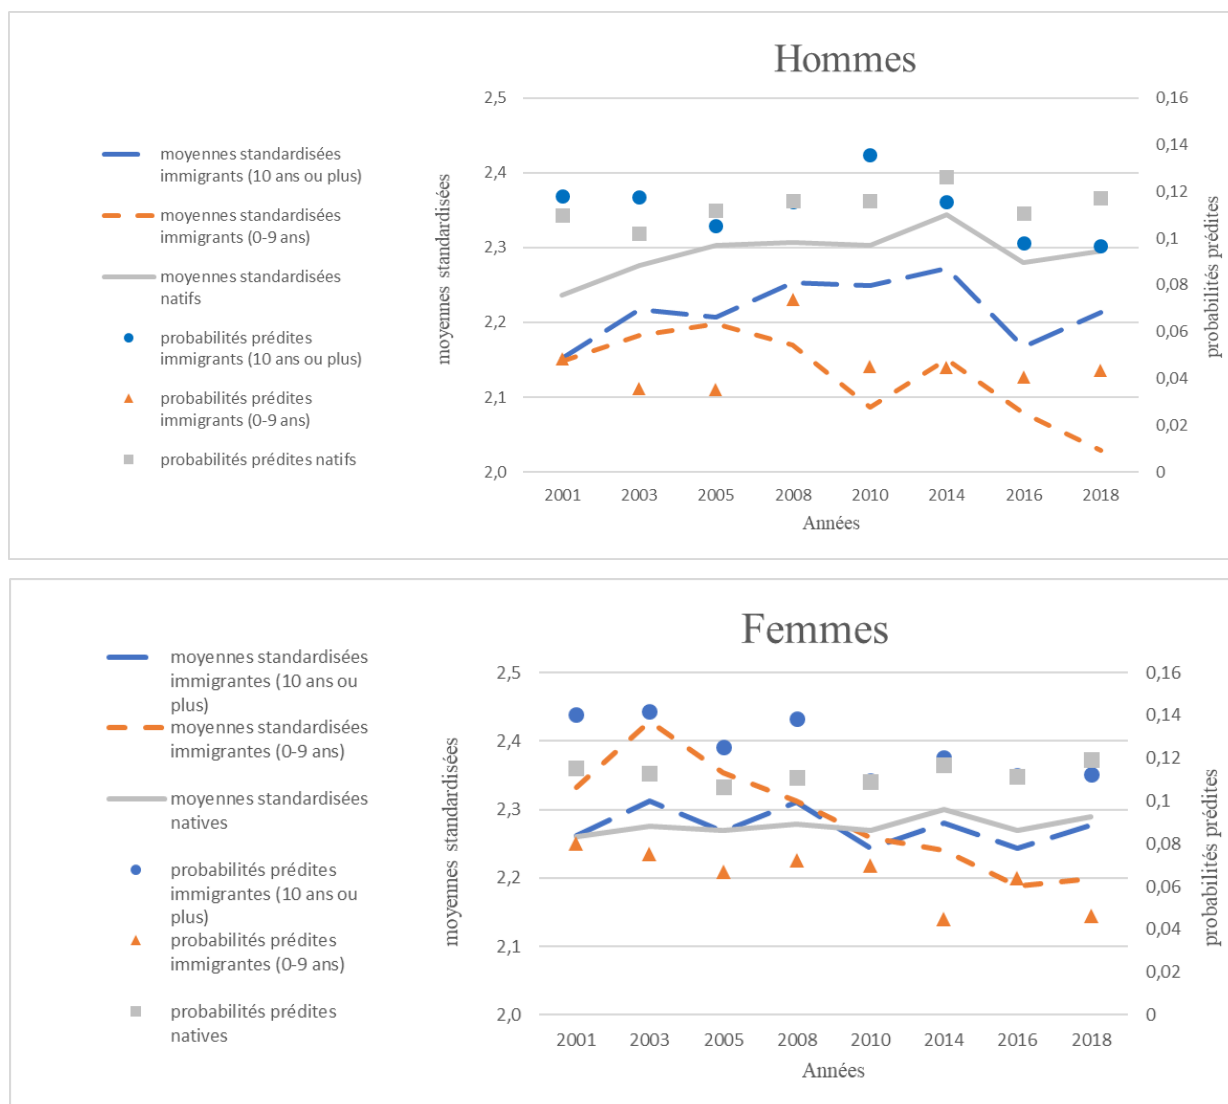 Hommes
moyennes standardisées
immigrants (10 ans ou plus)
moyennes standardisées
immigrants (0-9 ans)
moyennes standardisées
natifs
probabilités prédites
immigrants (10 ans ou plus)
probabilités prédites
immigrants (0-9 ans)
probabilités prédites natifs
moyennes standardisées
2,5
2,4
2,3
2,2
2,1
2,0
0,16
0,14
0,12
0,1
0,08
0,06
0,04
0,02
0
probabilités prédites
2001 2003 2005 2008 2010 2014 2016 2018
Années
Femmes
moyennes standardisées
immigrantes (10 ans ou
plus)
moyennes standardisées
immigrantes (0-9 ans)
moyennes standardisées
natives
probabilités prédites
immigrantes (10 ans ou
plus)
probabilités prédites
immigrantes (0-9 ans)
probabilités prédites
natives
moyennes standardisées
2,5
2,4
2,3
2,2
2,1
2,0
0,16
0,14
0,12
0,1
0,08
0,06
0,04
0,02
0
probabilités prédites
2001 2003 2005 2008 2010 2014 2016 2018
Années